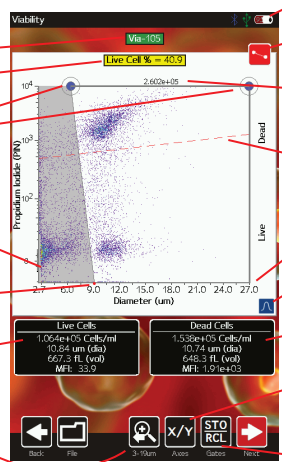 Viability
Via-105
Live Cell % = 40.9
2.602e+05
10⁴
10³
10²
0
Propidium Iodide (PIN)
Dead
Live
2.7 6.0 9.0 12.0 15.0 18.0 21.0 24.0 27.0
Diameter (um)
Live Cells
1.064e+05 Cells/ml
10.84 um (dia)
667.3 fL (vol)
MFI: 33.9
Dead Cells
1.538e+05 Cells/ml
10.74 um (dia)
648.3 fL (vol)
MFI: 1.91e+03
X/Y
STO
RCL
Back File 3-19um Axes Gates Next